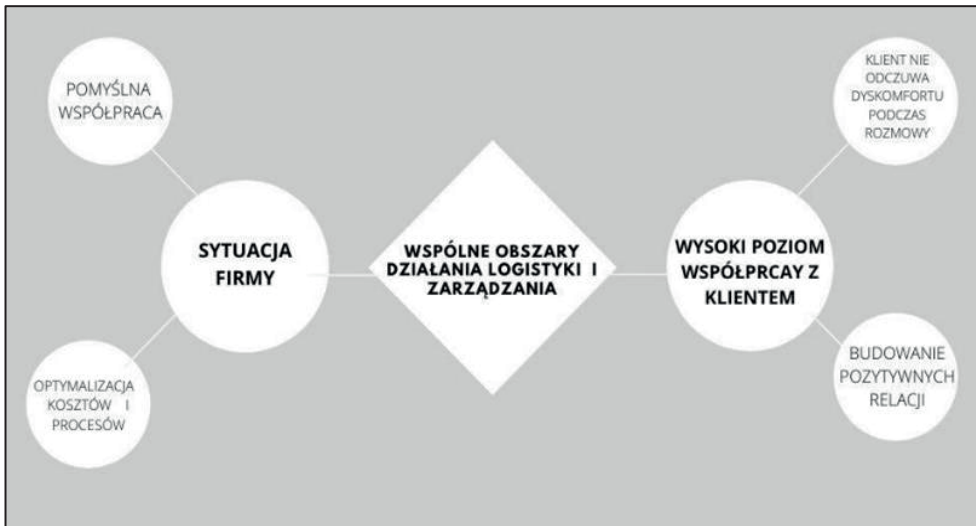 POMYŚLNA
WSPÓŁPRACA
OPTYMALIZACJA
KOSZTÓW I
PROCESÓW
SYTUACJA
FIRMY
WSPÓLNE OBSZARY
DZIAŁANIA LOGISTYKI I
ZARZĄDZANIA
WYSOKI POZIOM
WSPÓŁPRCAY Z
KLIENTEM
KLIENT NIE
ODCZUWA
DYSKOMFORTU
PODCZAS
ROZMOWY
BUDOWANIE
POZYTYWNYCH
RELACJI